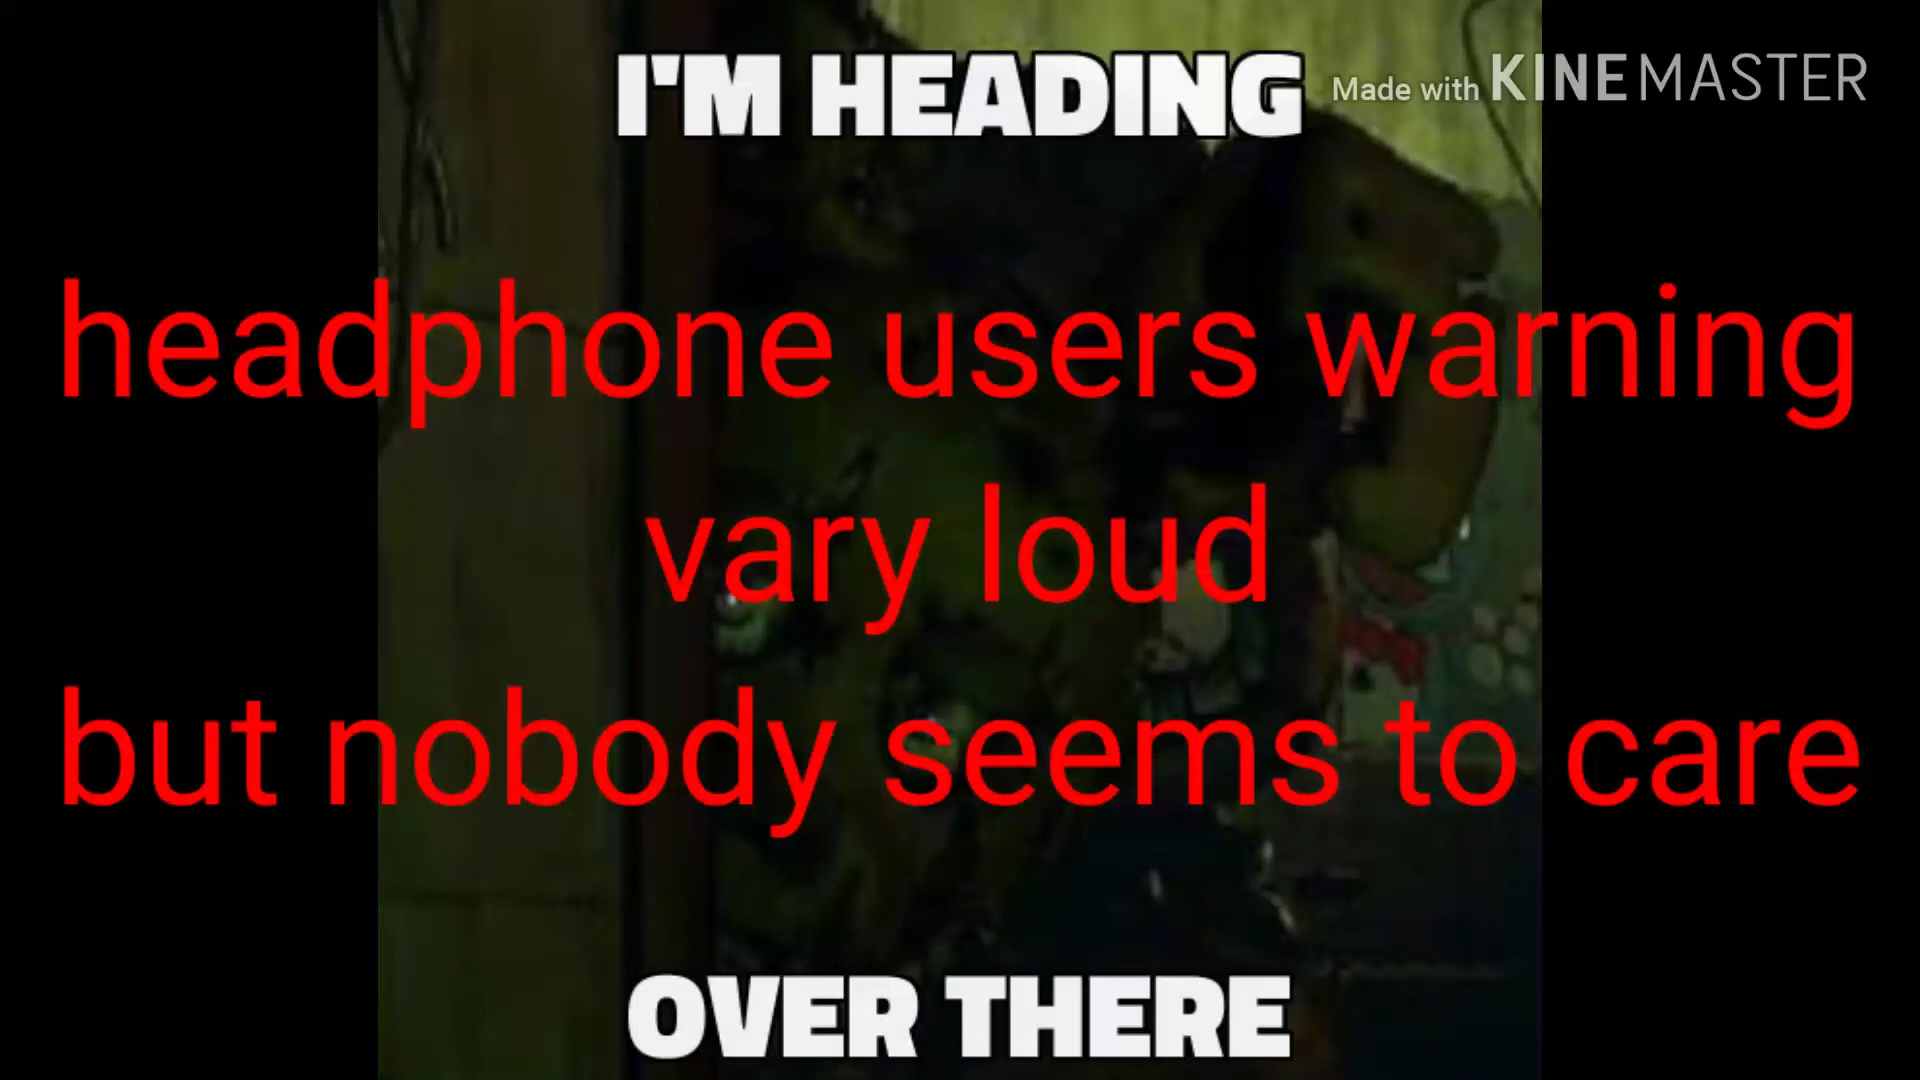 I'M HEADING
Made with KINEMASTER
headphone users warning
vary loud
but nobody seems to care
OVER THERE